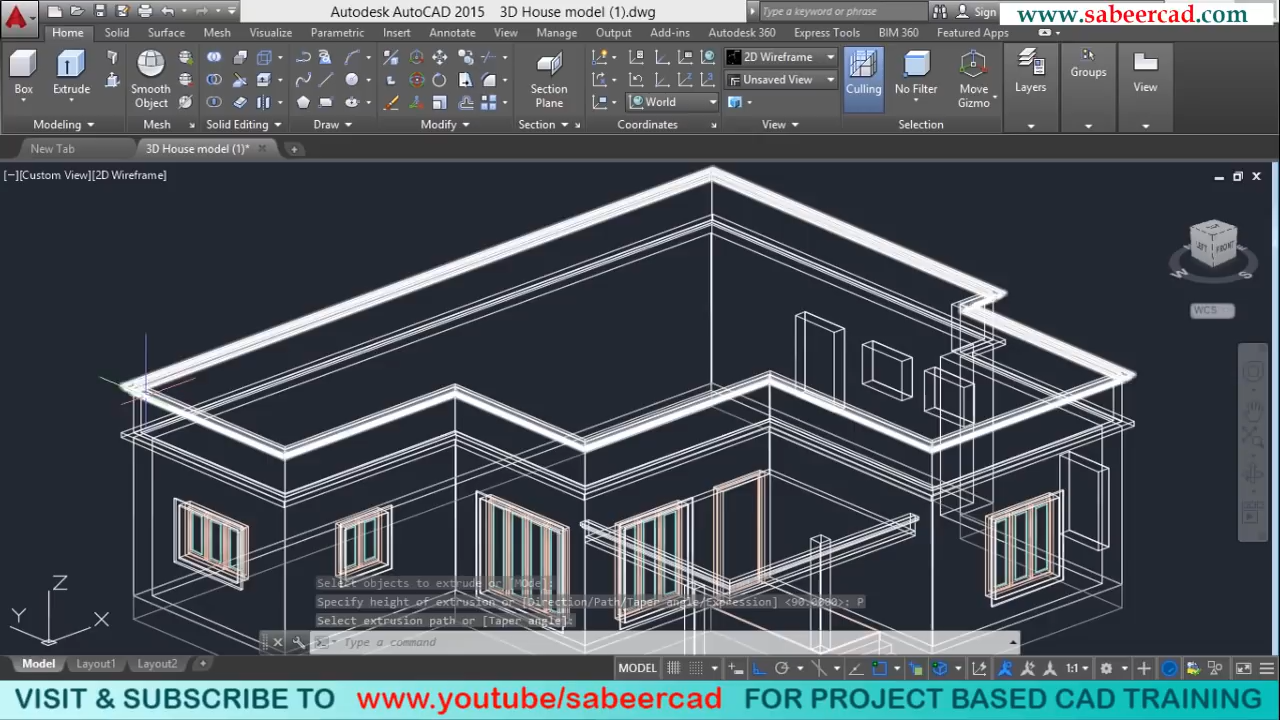 Autodesk AutoCAD 2015 3D House model (1).dwg
Type a keyword or phrase
Sign
www.sabeercad.com
Home Solid Surface Mesh Visualize Parametric Insert Annotate View Manage Output Add-ins Autodesk 360 Express Tools BIM 360 Featured Apps
2D Wireframe
Unsaved View
World
Box
Extrude
Smooth
Object
Section
Plane
Culling
No Filter
Move
Gizmo
Layers
Groups
View
Modeling Mesh Solid Editing Draw Modify Section Coordinates View Selection
New Tab
3D House model (1)*
[−][Custom View][2D Wireframe]
LEFT FRONT
W S
WCS
Z
Y X
Select objects to extrude or [MOde]:
Specify height of extrusion or [Direction/Path/Taper angle/Expression] <90.0000>: P
Select extrusion path or [Taper angle]:
Type a command
Model Layout1 Layout2 +
MODEL
1:1
VISIT & SUBSCRIBE TO www.youtube/sabeercad FOR PROJECT BASED CAD TRAINING